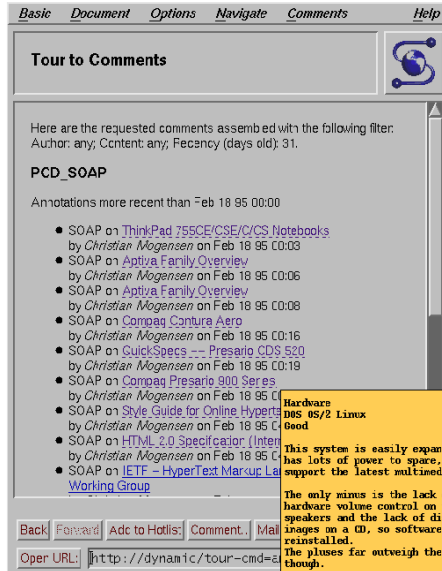 Basic Document Options Navigate Comments Help
Tour to Comments
Here are the requested comments assembled with the following filter:
Author: any; Content: any; Recency (days old): 31.
PCD_SOAP
Annotations more recent than Feb 18 95 00:00
SOAP on ThinkPad 755CE/CSE/C/CS Notebooks
by Christian Mogensen on Feb 18 95 00:03
SOAP on Aptiva Family Overview
by Christian Mogensen on Feb 18 95 00:06
SOAP on Aptiva Family Overview
by Christian Mogensen on Feb 18 95 00:08
SOAP on Compaq Contura Aero
by Christian Mogensen on Feb 18 95 00:16
SOAP on QuickSpecs -- Presario CDS 520
by Christian Mogensen on Feb 18 95 00:19
SOAP on Compaq Presario 900 Series
by Christian Mogensen on Feb 18 95
SOAP on Style Guide for Online Hypert
by Christian Mogensen on Feb 18 95
SOAP on HTML 2.0 Specification (Inter
by Christian Mogensen on Feb 18 95
SOAP on IETF - HyperText Markup La
Working Group
Hardware
DOS OS/2 Linux
Good
This system is easily expan
has lots of power to spare,
support the latest multimed
The only minus is the lack
hardware volume control on
speakers and the lack of di
images on a CD, so software
reinstalled.
The pluses far outweigh the
though.
Back Forward Add to Hotlist Comment.. Mail
Open URL: http://dynamic/tour-cmd=a